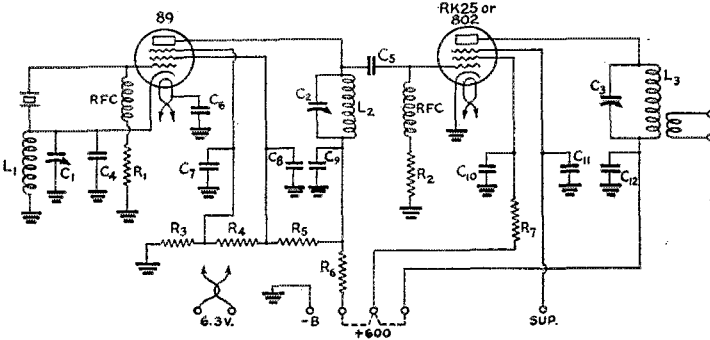 89
RK25 or
802
RFC
C6
C2
L2
C5
RFC
C3
L3
L1
C1
C4
R1
C7
C8
C9
R2
C10
C11
C12
R3
R4
R5
R6
R7
6.3V.
-B
+600
SUP.